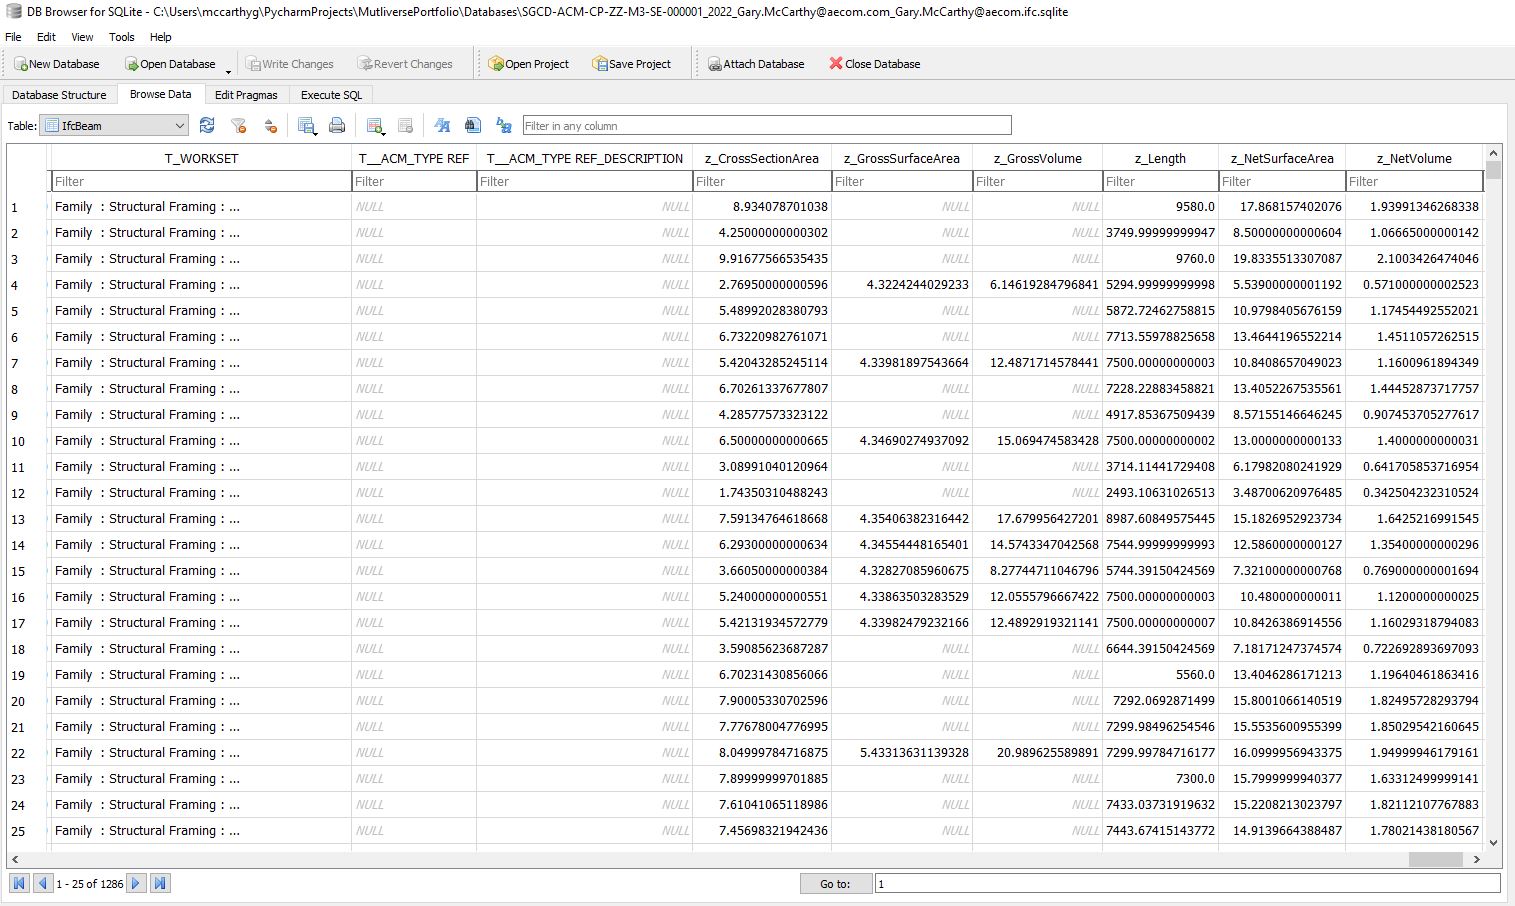 DB Browser for SQLite - C:\Users\mccarthyg\PycharmProjects\MutliversePortfolio\Databases\SGCD-ACM-CP-ZZ-M3-SE-000001_2022_Gary.McCarthy@aecom.com_Gary.McCarthy@aecom.ifc.sqlite
File Edit View Tools Help
New Database Open Database Write Changes Revert Changes Open Project Save Project Attach Database Close Database
Database Structure Browse Data Edit Pragmas Execute SQL
Table: IfcBeam Filter in any column
T_WORKSET T__ACM_TYPE REF T__ACM_TYPE REF_DESCRIPTION z_CrossSectionArea z_GrossSurfaceArea z_GrossVolume z_Length z_NetSurfaceArea z_NetVolume
Filter Filter Filter Filter Filter Filter Filter Filter Filter
1 Family : Structural Framing : ... NULL NULL 8.934078701038 NULL NULL 9580.0 17.868157402076 1.93991346268338
2 Family : Structural Framing : ... NULL NULL 4.25000000000302 NULL NULL 3749.99999999947 8.50000000000604 1.06665000000142
3 Family : Structural Framing : ... NULL NULL 9.91677566535435 NULL NULL 9760.0 19.8335513307087 2.1003426474046
4 Family : Structural Framing : ... NULL NULL 2.76950000000596 4.3224244029233 6.14619284796841 5294.99999999998 5.53900000001192 0.571000000002523
5 Family : Structural Framing : ... NULL NULL 5.48992028380793 NULL NULL 5872.72462758815 10.9798405676159 1.17454492552021
6 Family : Structural Framing : ... NULL NULL 6.73220982761071 NULL NULL 7713.55978825658 13.4644196552214 1.4511057262515
7 Family : Structural Framing : ... NULL NULL 5.42043285245114 4.33981897543664 12.4871714578441 7500.00000000003 10.8408657049023 1.1600961894349
8 Family : Structural Framing : ... NULL NULL 6.70261337677807 NULL NULL 7228.22883458821 13.4052267535561 1.44452873717757
9 Family : Structural Framing : ... NULL NULL 4.28577573323122 NULL NULL 4917.85367509439 8.57155146646245 0.907453705277617
10 Family : Structural Framing : ... NULL NULL 6.50000000000665 4.34690274937092 15.069474583428 7500.00000000002 13.0000000000133 1.4000000000031
11 Family : Structural Framing : ... NULL NULL 3.08991040120964 NULL NULL 3714.11441729408 6.17982080241929 0.641705853716954
12 Family : Structural Framing : ... NULL NULL 1.74350310488243 NULL NULL 2493.10631026513 3.48700620976485 0.342504232310524
13 Family : Structural Framing : ... NULL NULL 7.59134764618668 4.35406382316442 17.679956427201 8987.60849575445 15.1826952923734 1.6425216991545
14 Family : Structural Framing : ... NULL NULL 6.29300000000634 4.34554448165401 14.5743347042568 7544.99999999993 12.5860000000127 1.35400000000296
15 Family : Structural Framing : ... NULL NULL 3.66050000000384 4.32827085960675 8.27744711046796 5744.39150424569 7.32100000000768 0.769000000001694
16 Family : Structural Framing : ... NULL NULL 5.24000000000551 4.33863503283529 12.0555796667422 7500.00000000003 10.480000000011 1.12000000000025
17 Family : Structural Framing : ... NULL NULL 5.42131934572779 4.33982479232166 12.4892919321141 7500.00000000007 10.8426386914556 1.16029318794083
18 Family : Structural Framing : ... NULL NULL 3.59085623687287 NULL NULL 6644.39150424569 7.18171247374574 0.722692893697093
19 Family : Structural Framing : ... NULL NULL 6.70231430856066 NULL NULL 5560.0 13.4046286171213 1.19640461863416
20 Family : Structural Framing : ... NULL NULL 7.90005330702596 NULL NULL 7292.0692871499 15.8001066140519 1.82495728293794
21 Family : Structural Framing : ... NULL NULL 7.77678004776995 NULL NULL 7299.98496254546 15.5535600955399 1.85029542160645
22 Family : Structural Framing : ... NULL NULL 8.04999784716875 5.43313631139328 20.989625589891 7299.99784716177 16.0999956943375 1.94999946179161
23 Family : Structural Framing : ... NULL NULL 7.89999999701885 NULL NULL 7300.0 15.7999999940377 1.63312499999141
24 Family : Structural Framing : ... NULL NULL 7.61041065118986 NULL NULL 7433.03731919632 15.2208213023797 1.82112107767883
25 Family : Structural Framing : ... NULL NULL 7.45698321942436 NULL NULL 7443.67415143772 14.9139664388487 1.78021438180567
1 - 25 of 1286 Go to: 1